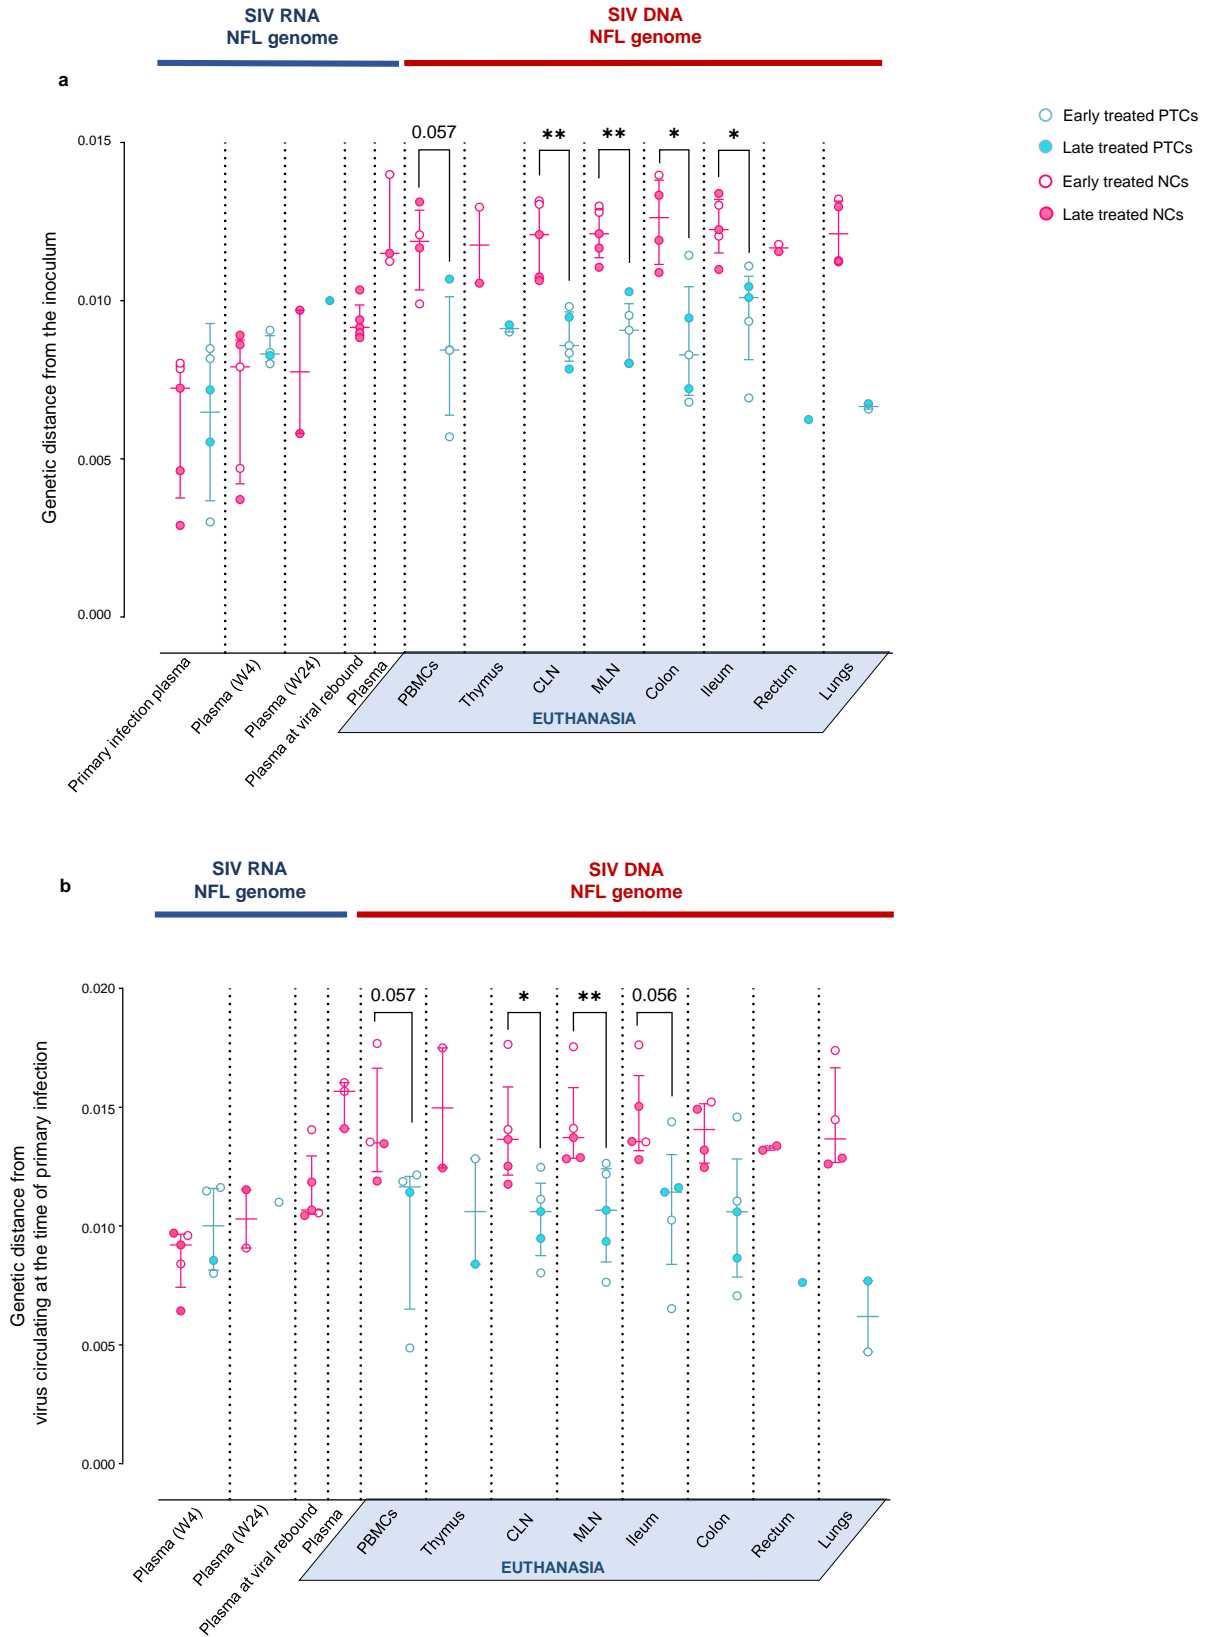 SIV RNA
NFL genome
SIV DNA
NFL genome
a
Early treated PTCs
Late treated PTCs
Early treated NCs
Late treated NCs
0.057
**
**
*
*
0.015
0.010
0.005
0.000
Genetic distance from the inoculum
Primary infection plasma
Plasma (W4)
Plasma (W24)
Plasma at viral rebound
Plasma
PBMCs
Thymus
CLN
MLN
Colon
Ileum
Rectum
Lungs
EUTHANASIA
SIV RNA
NFL genome
SIV DNA
NFL genome
b
0.057
*
**
0.056
0.020
0.015
0.010
0.005
0.000
Genetic distance from
virus circulating at the time of primary infection
Plasma (W4)
Plasma (W24)
Plasma at viral rebound
Plasma
PBMCs
Thymus
CLN
MLN
Ileum
Colon
Rectum
Lungs
EUTHANASIA